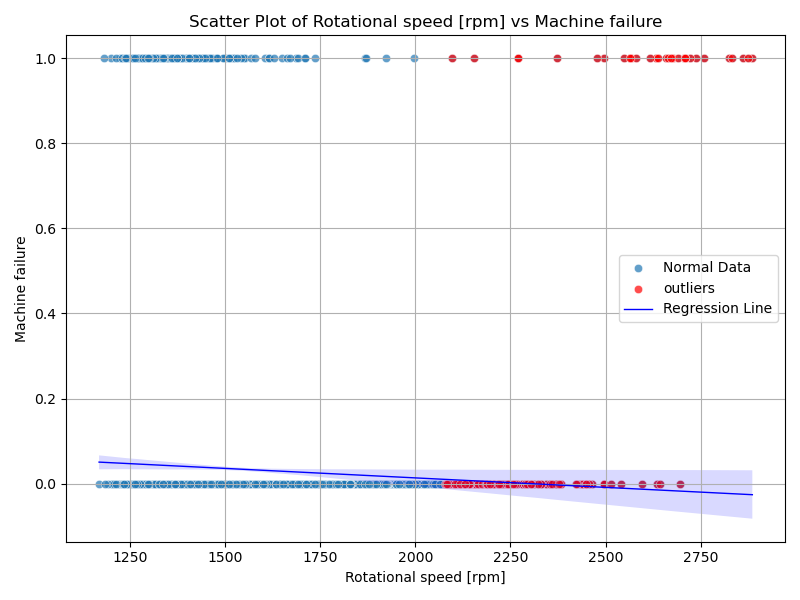 Scatter Plot of Rotational speed [rpm] vs Machine failure
1.0
0.8
0.6
0.4
0.2
0.0
Machine failure
Normal Data
outliers
Regression Line
1250 1500 1750 2000 2250 2500 2750
Rotational speed [rpm]